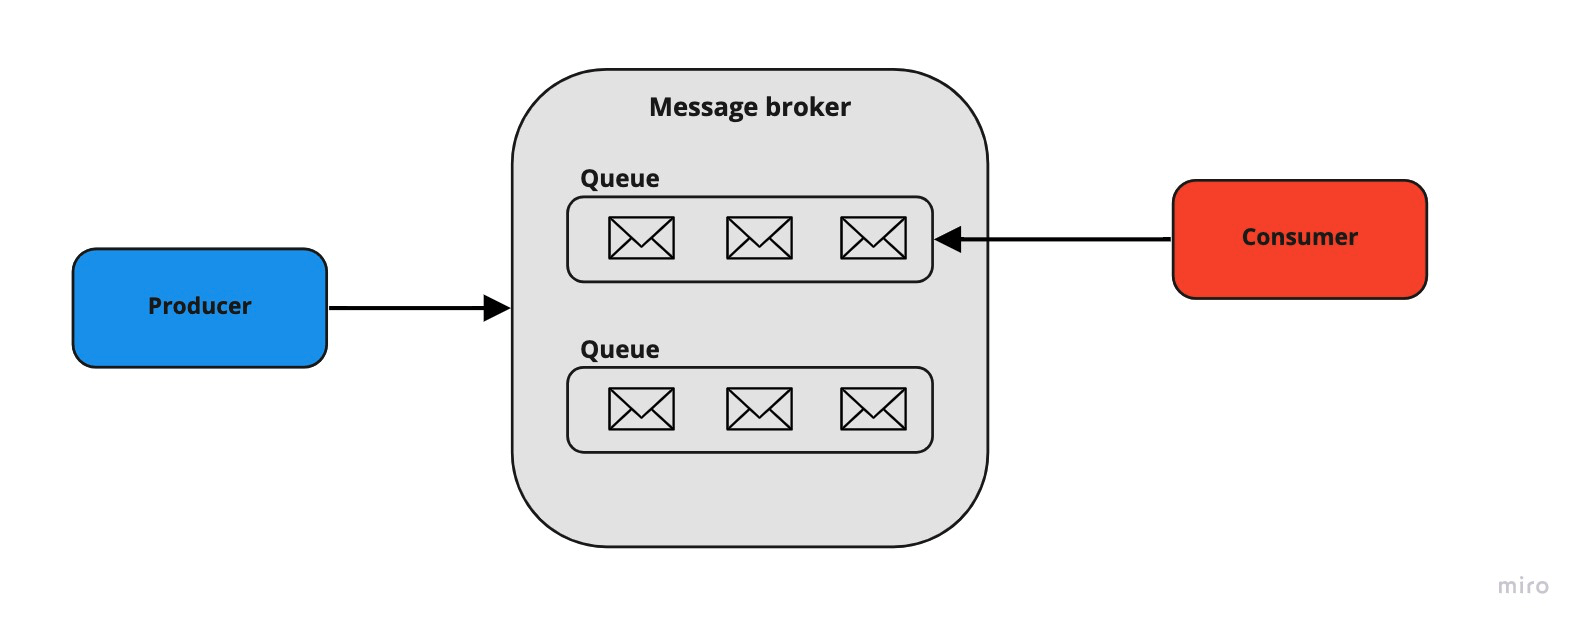 Message broker
Queue
Producer
Consumer
Queue
miro